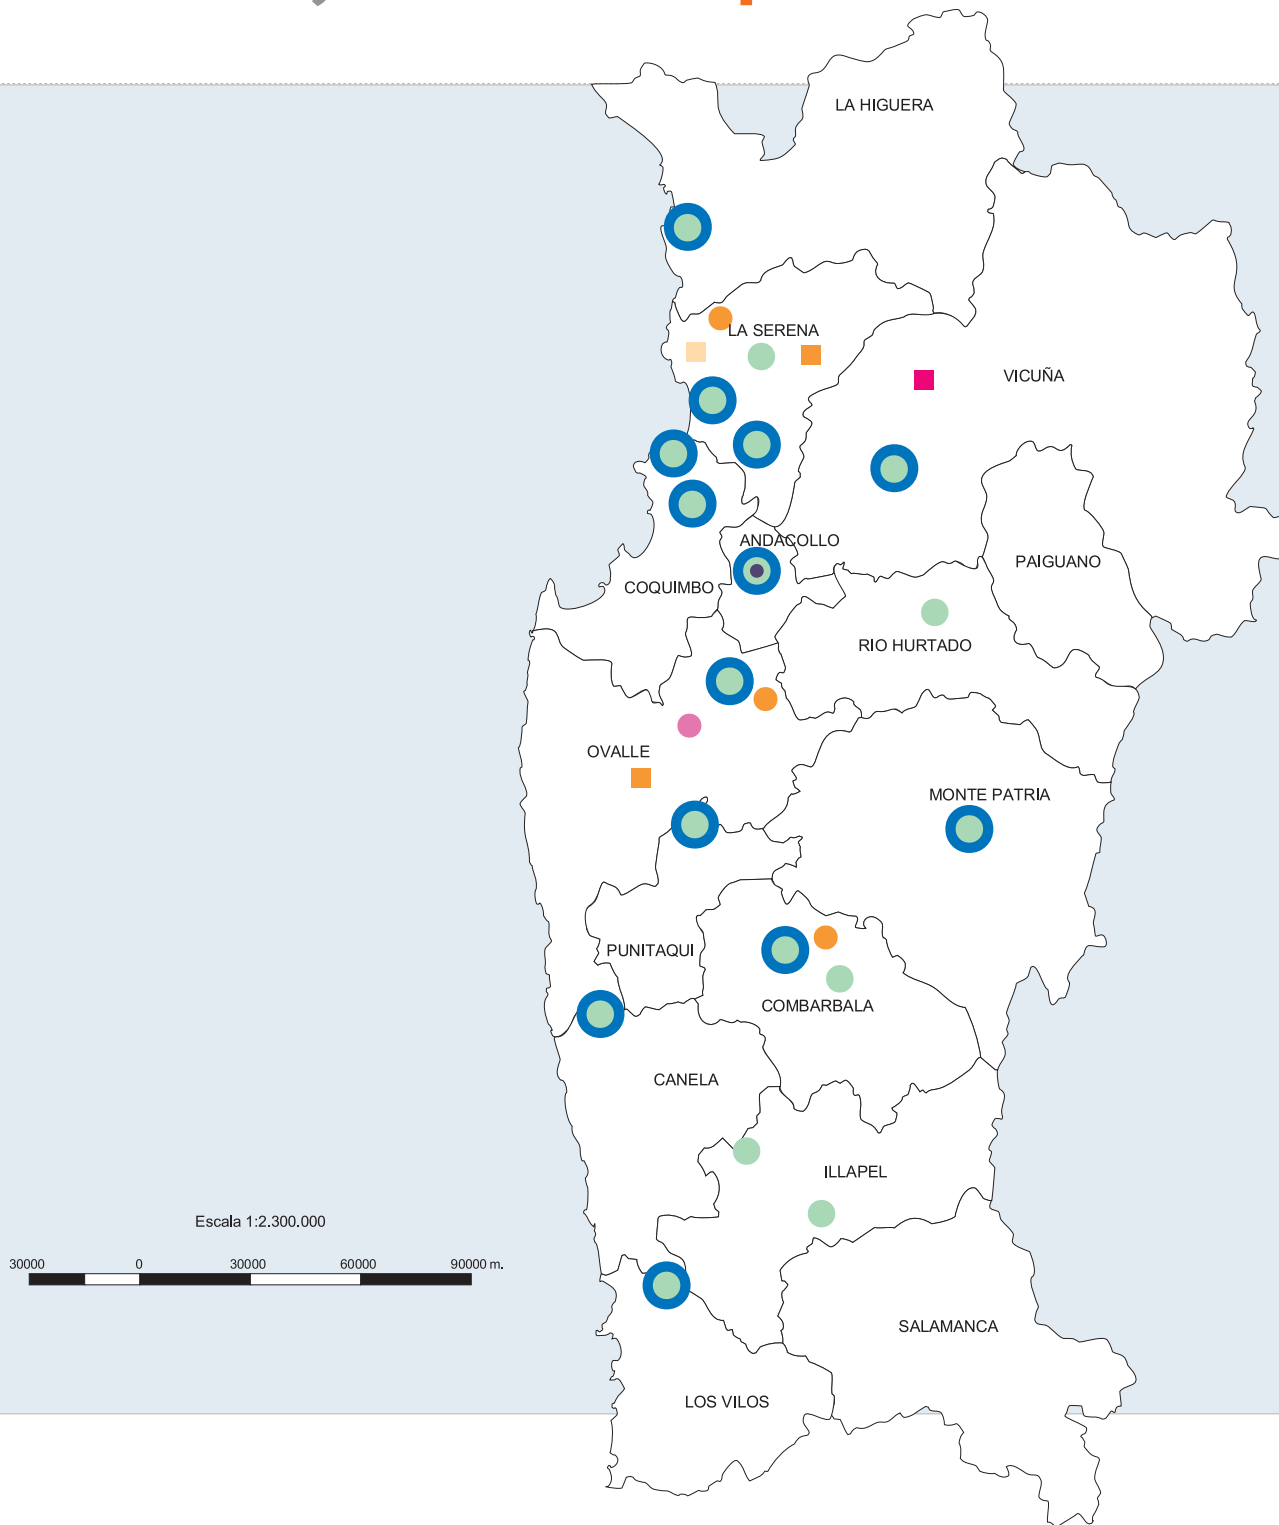 LA HIGUERA
LA SERENA
VICUÑA
ANDACOLLO
PAIGUANO
COQUIMBO
RIO HURTADO
OVALLE
MONTE PATRIA
PUNITAQUI
COMBARBALA
CANELA
ILLAPEL
Escala 1:2.300.000
30000 0 30000 60000 90000 m.
SALAMANCA
LOS VILOS